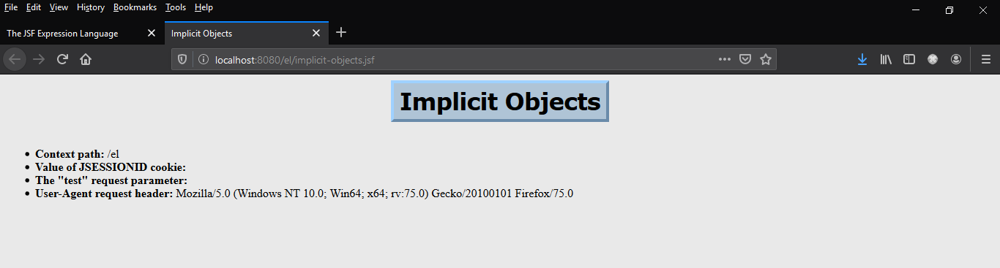 File Edit View History Bookmarks Tools Help
The JSF Expression Language Implicit Objects
localhost:8080/el/implicit-objects.jsf
Implicit Objects
Context path: /el
Value of JSESSIONID cookie:
The "test" request parameter:
User-Agent request header: Mozilla/5.0 (Windows NT 10.0; Win64; x64; rv:75.0) Gecko/20100101 Firefox/75.0